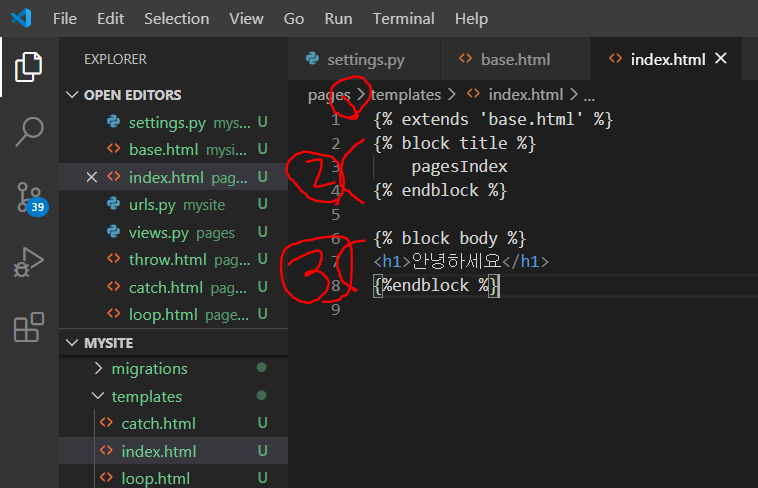 File Edit Selection View Go Run Terminal Help
EXPLORER
OPEN EDITORS
settings.py mys... U
base.html mysi... U
index.html pag... U
urls.py mysite U
views.py pages U
throw.html pag... U
catch.html pag... U
loop.html page... U
MYSITE
migrations
templates
catch.html U
index.html U
loop.html U
39
settings.py base.html index.html
pages > templates > index.html > ...
1 {% extends 'base.html' %}
2 {% block title %}
3 pagesIndex
4 {% endblock %}
5
6 {% block body %}
7 <h1>안녕하세요</h1>
8 {%endblock %}
9
1
2
3